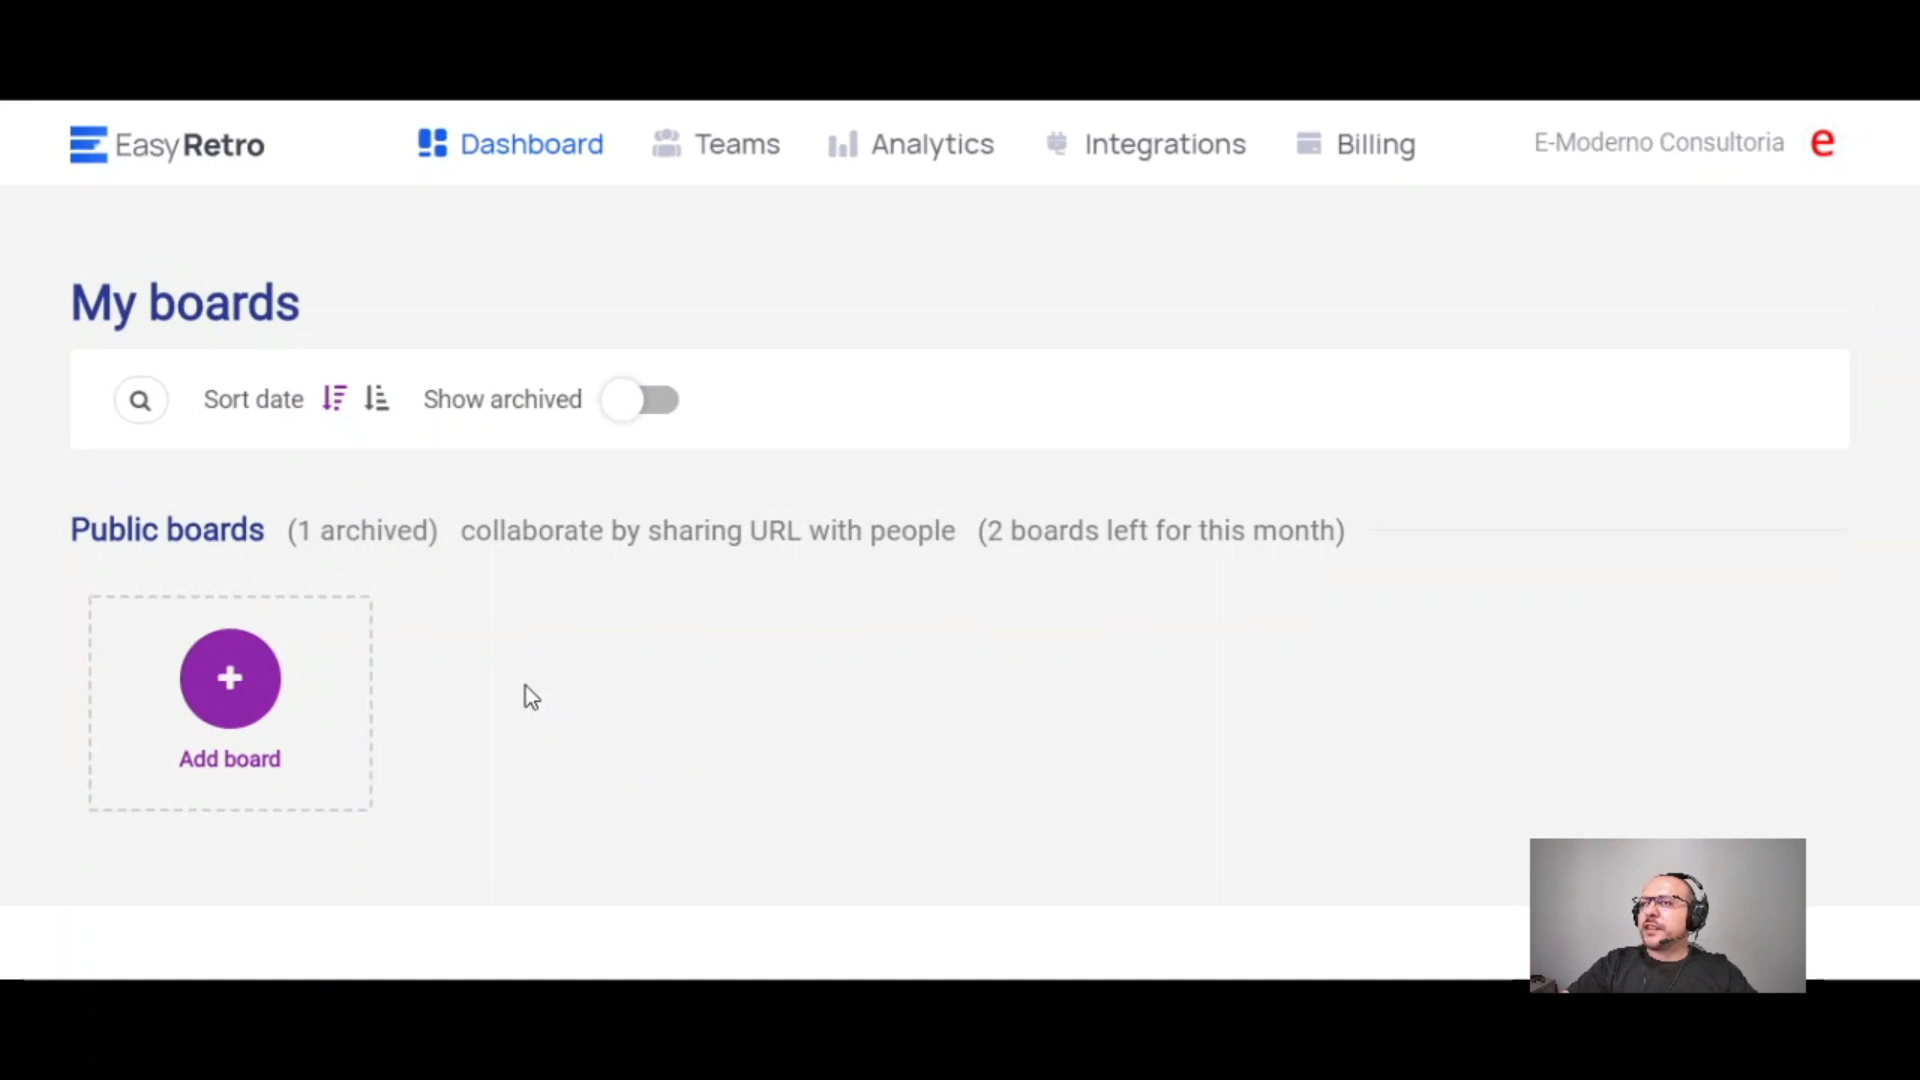 EasyRetro
Dashboard
Teams
Analytics
Integrations
Billing
E-Moderno Consultoria
e
My boards
Sort date
Show archived
Public boards (1 archived) collaborate by sharing URL with people (2 boards left for this month)
Add board